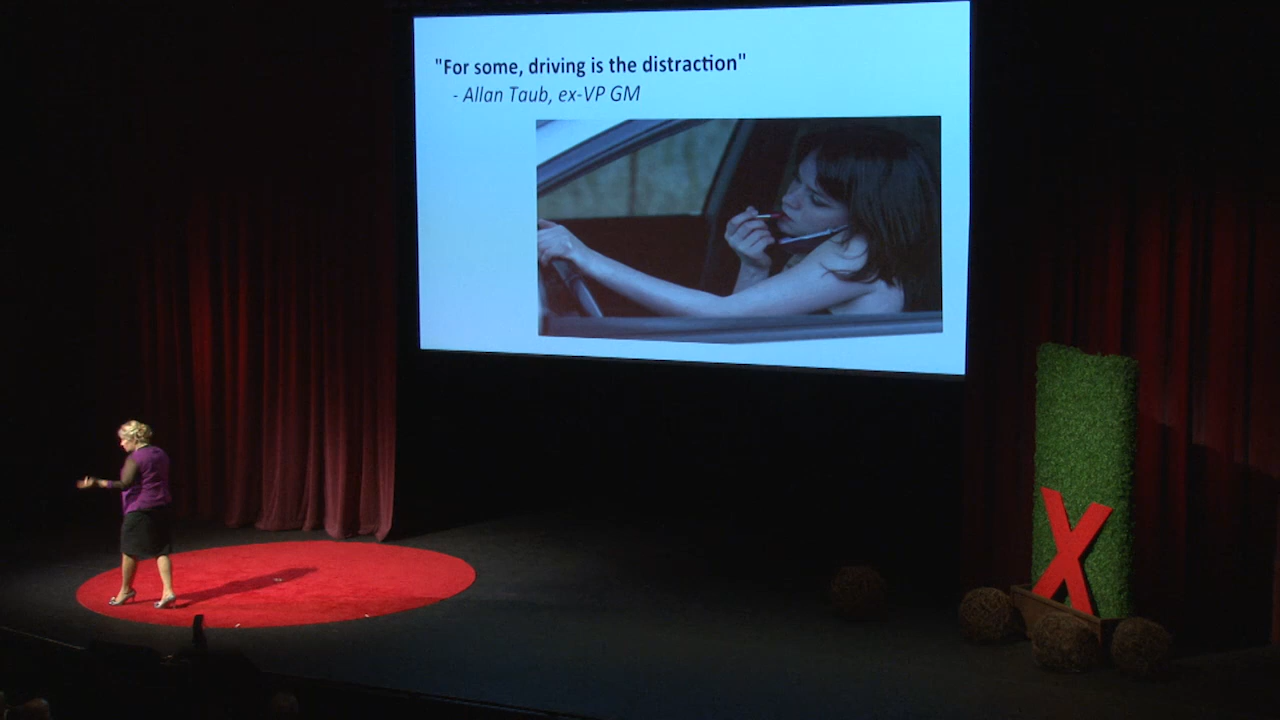 "For some, driving is the distraction"
- Allan Taub, ex-VP GM
X